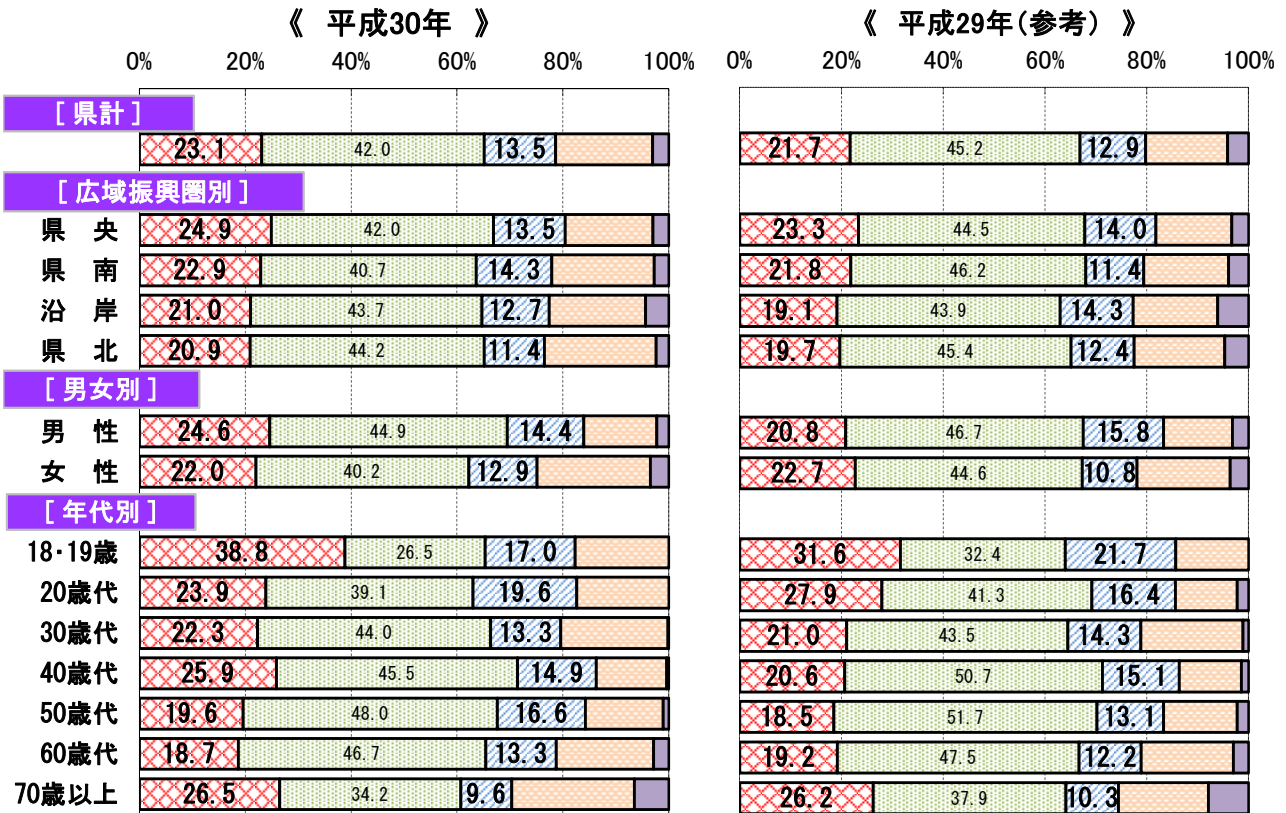 《 平成30年 》 《 平成29年(参考) 》
0% 20% 40% 60% 80% 100% 0% 20% 40% 60% 80% 100%
[ 県計 ]
23.1 42.0 13.5 21.7 45.2 12.9
[ 広域振興圏別 ]
県 央 24.9 42.0 13.5 23.3 44.5 14.0
県 南 22.9 40.7 14.3 21.8 46.2 11.4
沿 岸 21.0 43.7 12.7 19.1 43.9 14.3
県 北 20.9 44.2 11.4 19.7 45.4 12.4
[ 男女別 ]
男 性 24.6 44.9 14.4 20.8 46.7 15.8
女 性 22.0 40.2 12.9 22.7 44.6 10.8
[ 年代別 ]
18・19歳 38.8 26.5 17.0 31.6 32.4 21.7
20歳代 23.9 39.1 19.6 27.9 41.3 16.4
30歳代 22.3 44.0 13.3 21.0 43.5 14.3
40歳代 25.9 45.5 14.9 20.6 50.7 15.1
50歳代 19.6 48.0 16.6 18.5 51.7 13.1
60歳代 18.7 46.7 13.3 19.2 47.5 12.2
70歳以上 26.5 34.2 9.6 26.2 37.9 10.3